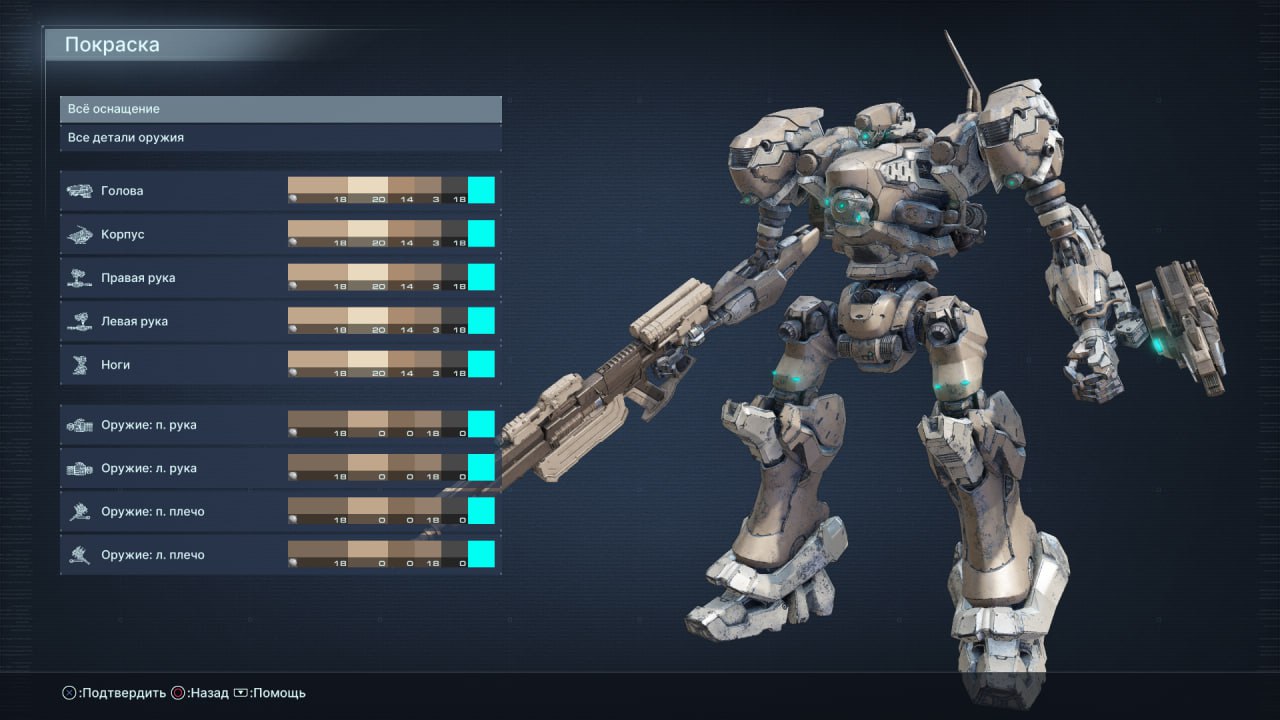 Покраска
Всё оснащение
Все детали оружия
Голова 18 20 14 3 18
Корпус 18 20 14 3 18
Правая рука 18 20 14 3 18
Левая рука 18 20 14 3 18
Ноги 18 20 14 3 18
Оружие: п. рука 18 0 0 18 0
Оружие: л. рука 18 0 0 18 0
Оружие: п. плечо 18 0 0 18 0
Оружие: л. плечо 18 0 0 18 0
:Подтвердить :Назад :Помощь